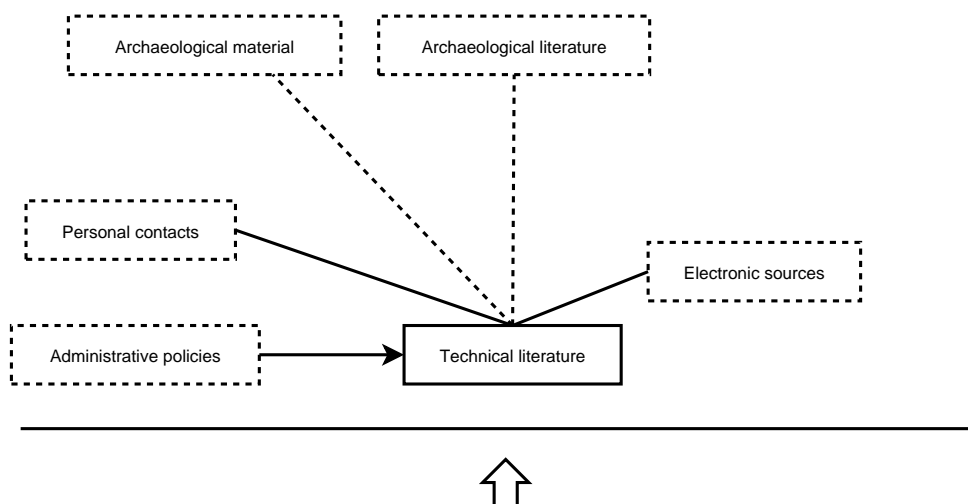 Archaeological material
Archaeological literature
Personal contacts
Electronic sources
Administrative policies
Technical literature